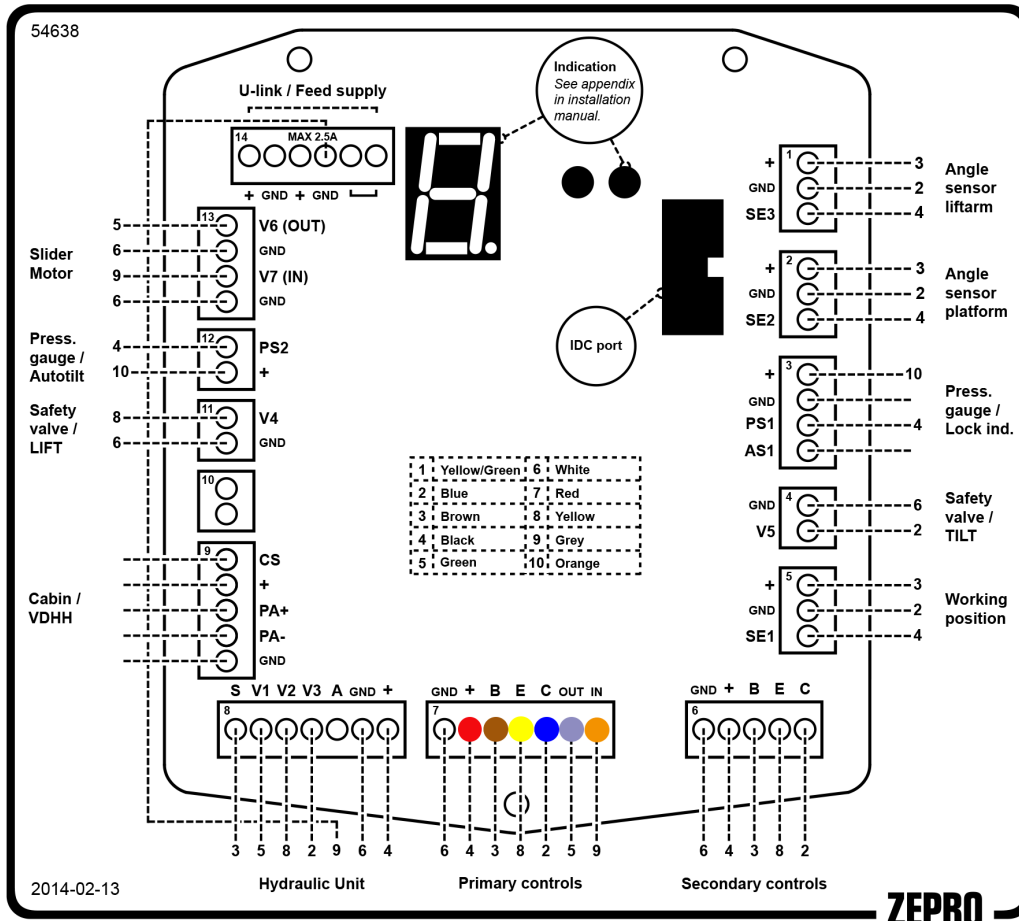 54638
U-link / Feed supply
14 MAX 2.5A
+ GND + GND
Indication
See appendix
in installation
manual.
IDC port
Slider
Motor
13
5 V6 (OUT)
6 GND
9 V7 (IN)
6 GND
Press.
gauge /
Autotilt
12
4 PS2
10 +
Safety
valve /
LIFT
11
8 V4
6 GND
10
Cabin /
VDHH
9
CS
+
PA+
PA-
GND
1 Yellow/Green 6 White
2 Blue 7 Red
3 Brown 8 Yellow
4 Black 9 Grey
5 Green 10 Orange
1
+ 3
GND 2
SE3 4
Angle
sensor
liftarm
2
+ 3
GND 2
SE2 4
Angle
sensor
platform
3
+ 10
GND
PS1 4
AS1
Press.
gauge /
Lock ind.
4
GND 6
V5 2
Safety
valve /
TILT
5
+ 3
GND 2
SE1 4
Working
position
S V1 V2 V3 A GND +
8
3 5 8 2 9 6 4
Hydraulic Unit
GND + B E C OUT IN
7
6 4 3 8 2 5 9
Primary controls
GND + B E C
6
6 4 3 8 2
Secondary controls
2014-02-13
ZEPRO